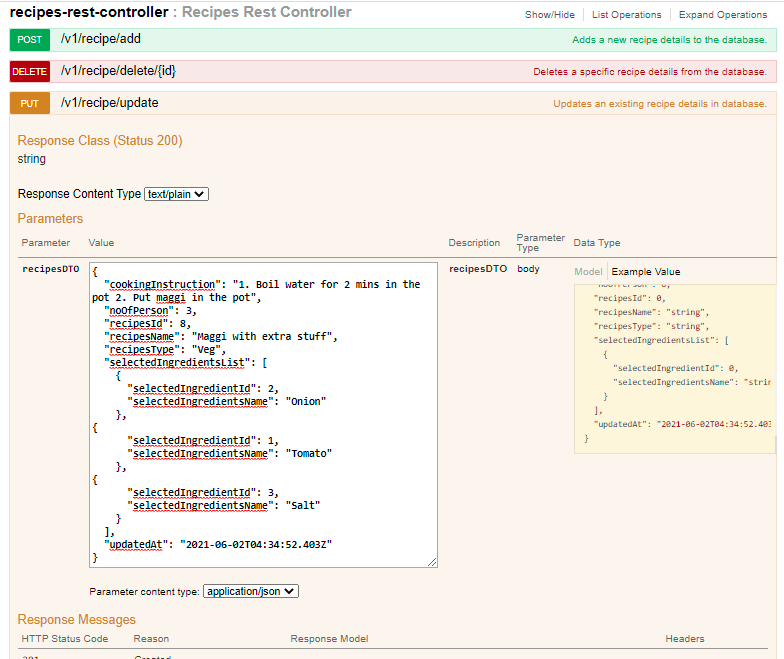 recipes-rest-controller : Recipes Rest Controller
Show/Hide List Operations Expand Operations
POST /v1/recipe/add Adds a new recipe details to the database.
DELETE /v1/recipe/delete/{id} Deletes a specific recipe details from the database.
PUT /v1/recipe/update Updates an existing recipe details in database.
Response Class (Status 200)
string
Response Content Type text/plain
Parameters
Parameter Value Description Parameter Type Data Type
recipesDTO
{
"cookingInstruction": "1. Boil water for 2 mins in the
pot 2. Put maggi in the pot",
"noOfPerson": 3,
"recipesId": 8,
"recipesName": "Maggi with extra stuff",
"recipesType": "Veg",
"selectedIngredientsList": [
{
"selectedIngredientId": 2,
"selectedIngredientsName": "Onion"
},
{
"selectedIngredientId": 1,
"selectedIngredientsName": "Tomato"
},
{
"selectedIngredientId": 3,
"selectedIngredientsName": "Salt"
}
],
"updatedAt": "2021-06-02T04:34:52.403Z"
}
recipesDTO body
Model Example Value
"noOfPerson": 0,
"recipesId": 0,
"recipesName": "string",
"recipesType": "string",
"selectedIngredientsList": [
{
"selectedIngredientId": 0,
"selectedIngredientsName": "strin
}
],
"updatedAt": "2021-06-02T04:34:52.403
}
Parameter content type: application/json
Response Messages
HTTP Status Code Reason Response Model Headers
201 Created